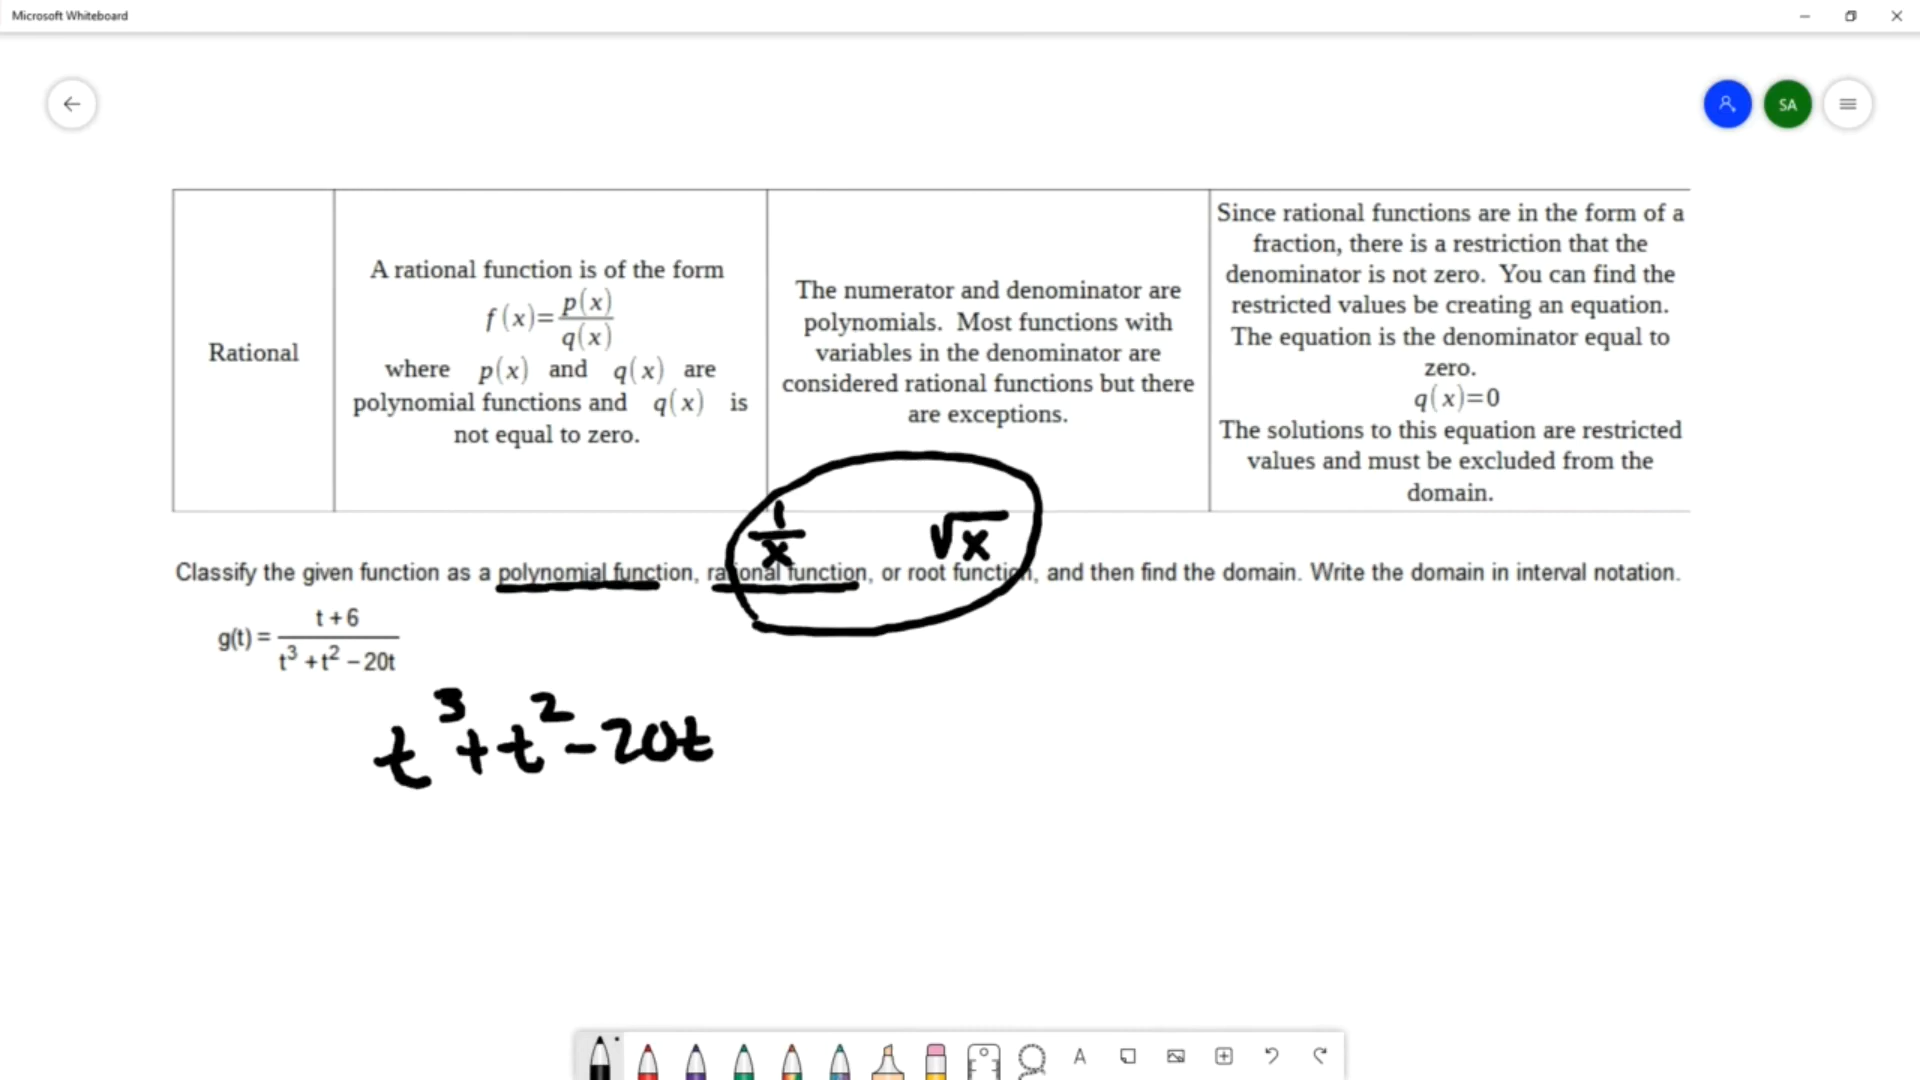 Microsoft Whiteboard
SA
Rational
A rational function is of the form
f(x)=p(x)/q(x)
where p(x) and q(x) are
polynomial functions and q(x) is
not equal to zero.
The numerator and denominator are
polynomials. Most functions with
variables in the denominator are
considered rational functions but there
are exceptions.
Since rational functions are in the form of a
fraction, there is a restriction that the
denominator is not zero. You can find the
restricted values be creating an equation.
The equation is the denominator equal to
zero.
q(x)=0
The solutions to this equation are restricted
values and must be excluded from the
domain.
1/x √x
Classify the given function as a polynomial function, rational function, or root function, and then find the domain. Write the domain in interval notation.
g(t) = (t + 6)/(t³ + t² – 20t)
t³+t²-20t
A